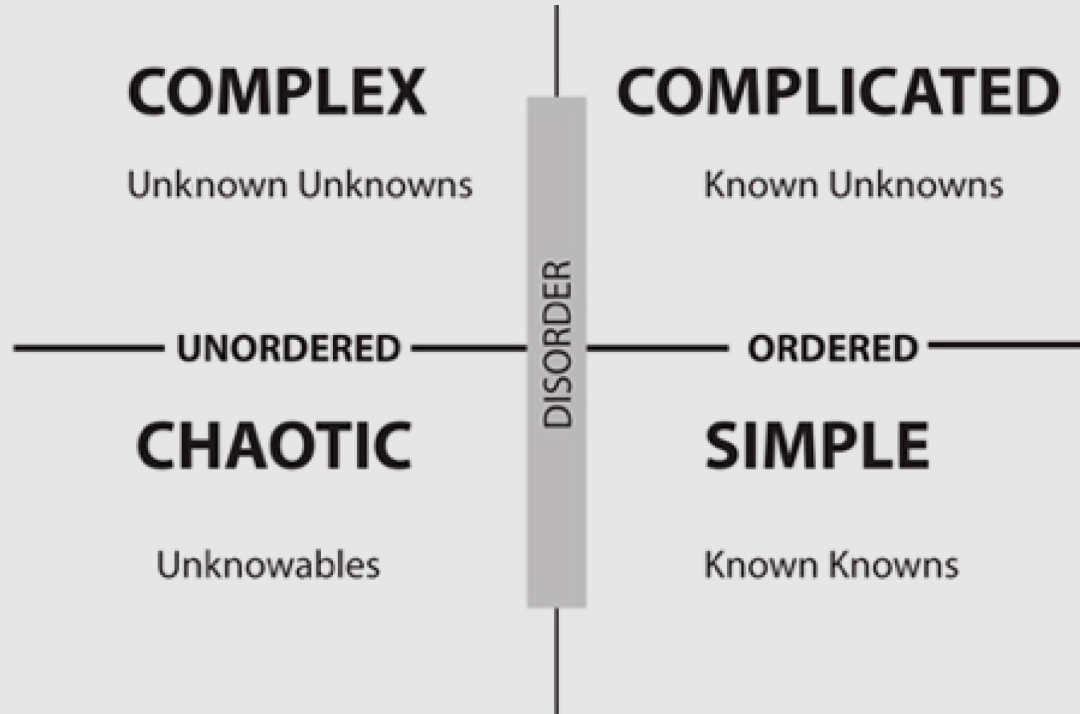 COMPLEX
Unknown Unknowns
COMPLICATED
Known Unknowns
DISORDER
UNORDERED
ORDERED
CHAOTIC
Unknowables
SIMPLE
Known Knowns